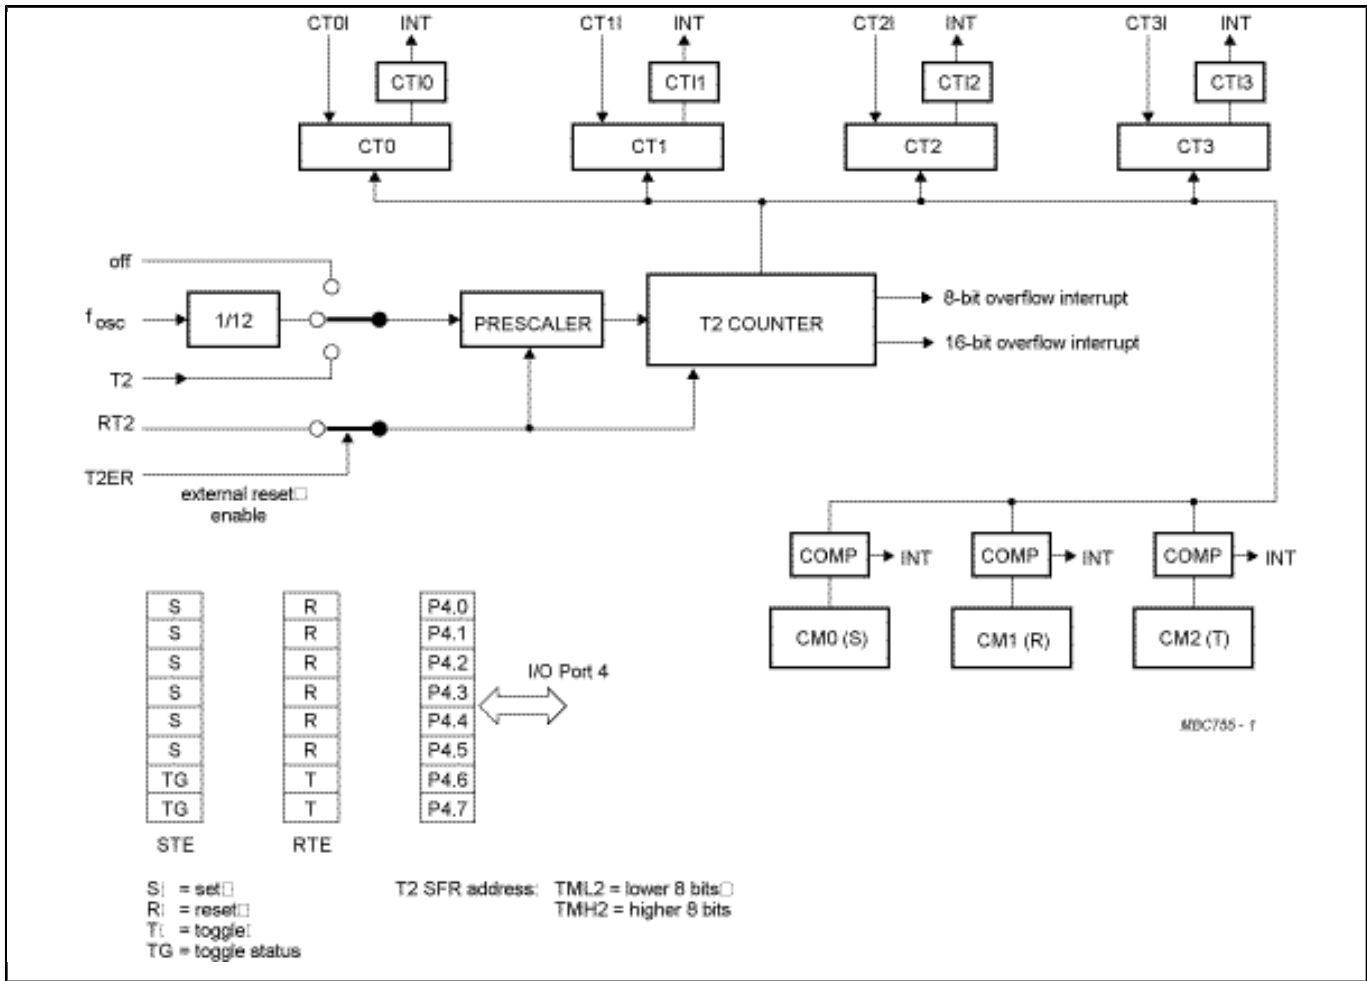 CT0I INT CT1I INT CT2I INT CT3I INT
CTI0 CTI1 CTI2 CTI3
CT0 CT1 CT2 CT3
off
fosc 1/12 PRESCALER T2 COUNTER
8-bit overflow interrupt
16-bit overflow interrupt
T2
RT2
T2ER
external reset
enable
COMP INT COMP INT COMP INT
CM0 (S) CM1 (R) CM2 (T)
S R P4.0
S R P4.1
S R P4.2
S R P4.3
S R P4.4
S R P4.5
TG T P4.6
TG T P4.7
I/O Port 4
STE RTE
MBC755 - 1
S = set
R = reset
T = toggle
TG = toggle status
T2 SFR address: TML2 = lower 8 bits
TMH2 = higher 8 bits